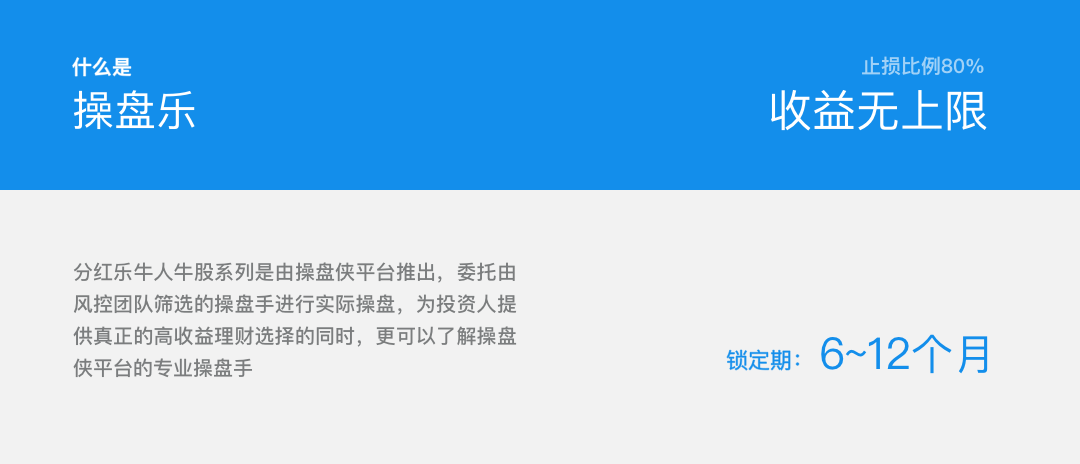 什么是
操盘乐
止损比例80%
收益无上限
分红乐牛人牛股系列是由操盘侠平台推出，委托由
风控团队筛选的操盘手进行实际操盘，为投资人提
供真正的高收益理财选择的同时，更可以了解操盘
侠平台的专业操盘手
锁定期：6~12个月